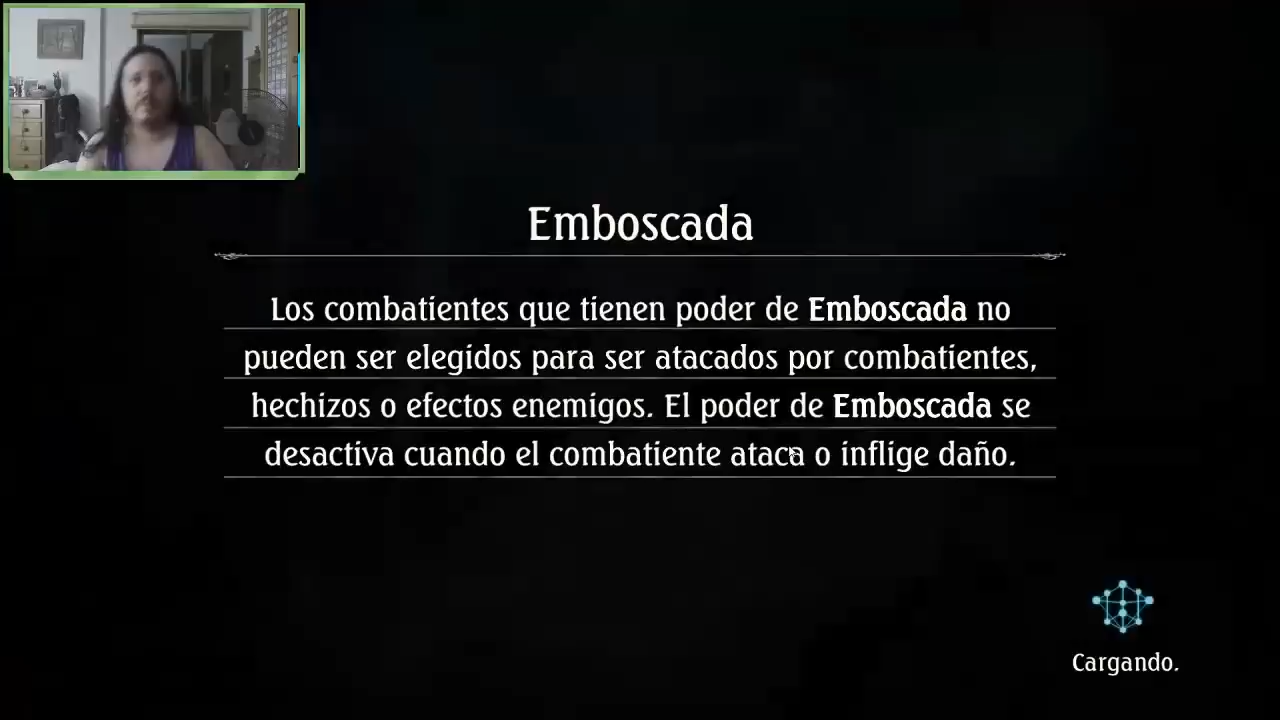 Emboscada
Los combatientes que tienen poder de Emboscada no
pueden ser elegidos para ser atacados por combatientes,
hechizos o efectos enemigos. El poder de Emboscada se
desactiva cuando el combatiente ataca o inflige daño.
Cargando.